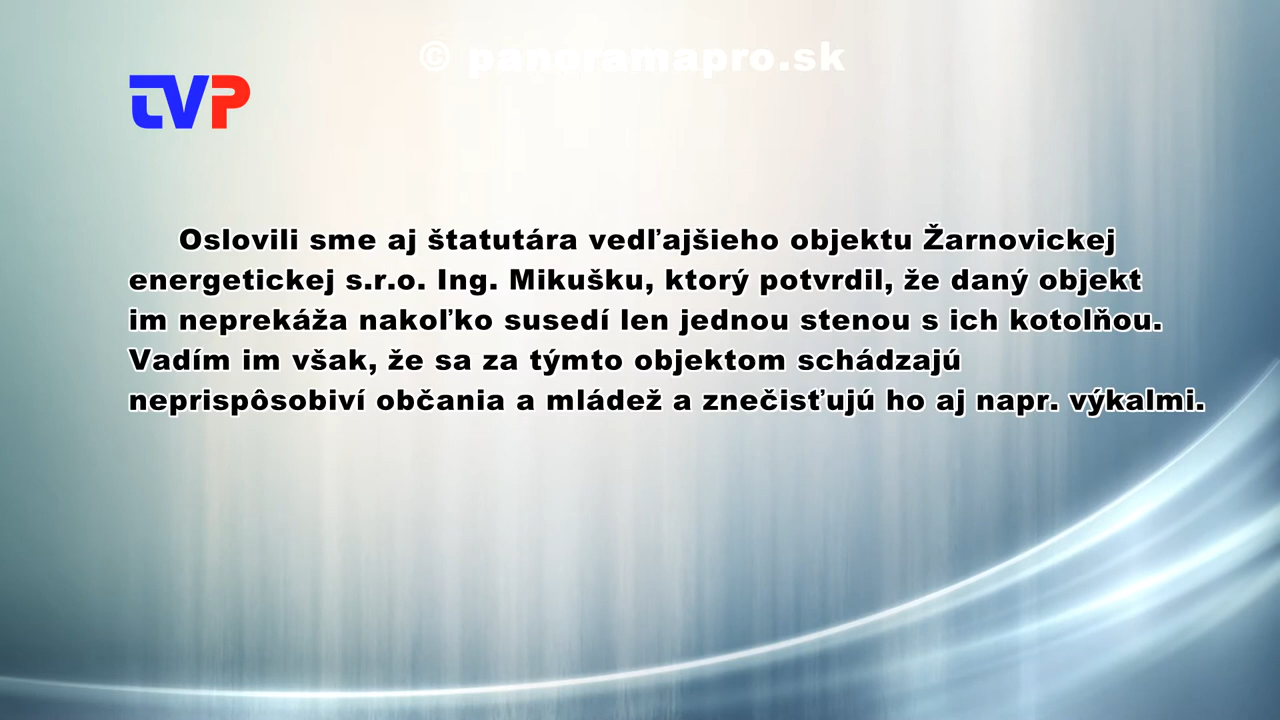 © panoramapro.sk
TVP
Oslovili sme aj štatutára vedľajšieho objektu Žarnovickej
energetickej s.r.o. Ing. Mikušku, ktorý potvrdil, že daný objekt
im neprekáža nakoľko susedí len jednou stenou s ich kotolňou.
Vadím im však, že sa za týmto objektom schádzajú
neprispôsobiví občania a mládež a znečisťujú ho aj napr. výkalmi.